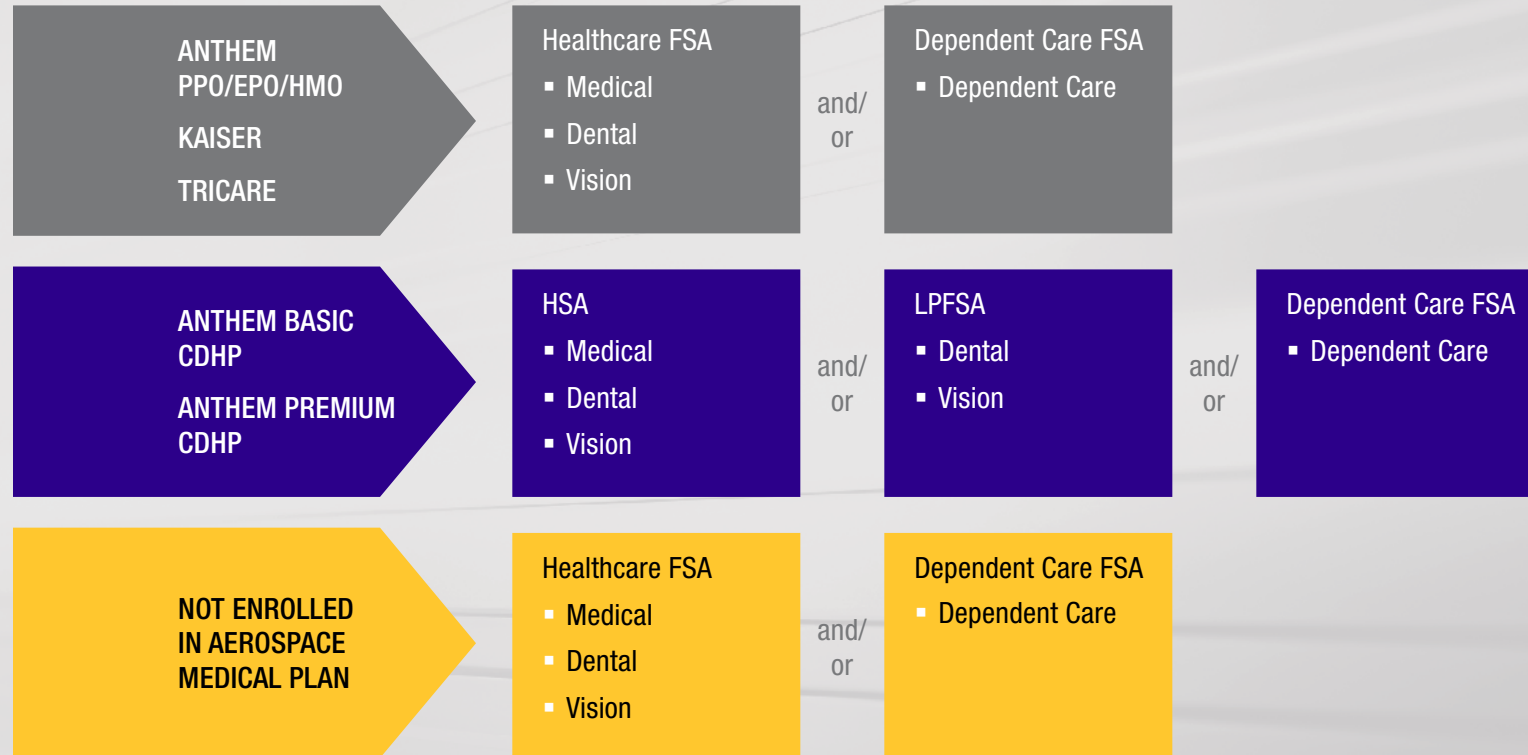 ANTHEM
PPO/EPO/HMO
KAISER
TRICARE
Healthcare FSA
▪ Medical
▪ Dental
▪ Vision
and/
or
Dependent Care FSA
▪ Dependent Care
ANTHEM BASIC
CDHP
ANTHEM PREMIUM
CDHP
HSA
▪ Medical
▪ Dental
▪ Vision
and/
or
LPFSA
▪ Dental
▪ Vision
and/
or
Dependent Care FSA
▪ Dependent Care
NOT ENROLLED
IN AEROSPACE
MEDICAL PLAN
Healthcare FSA
▪ Medical
▪ Dental
▪ Vision
and/
or
Dependent Care FSA
▪ Dependent Care